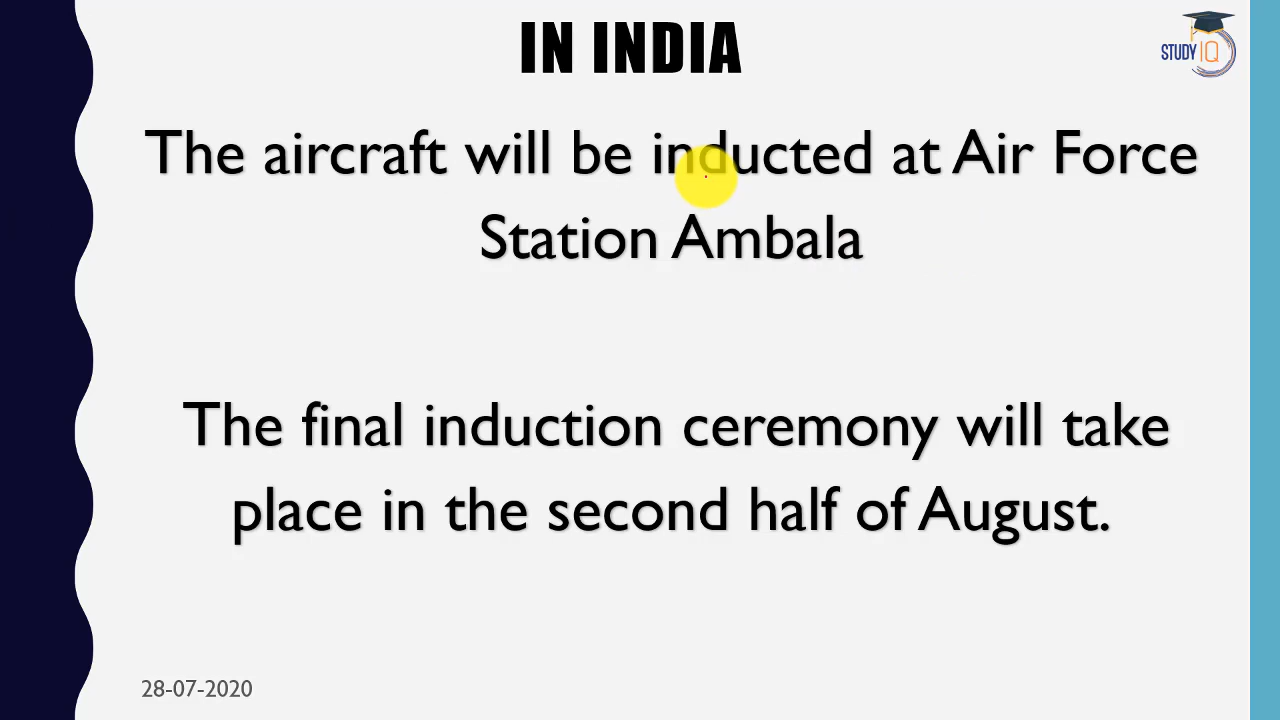 IN INDIA
STUDY IQ
The aircraft will be inducted at Air Force
Station Ambala
The final induction ceremony will take
place in the second half of August.
28-07-2020